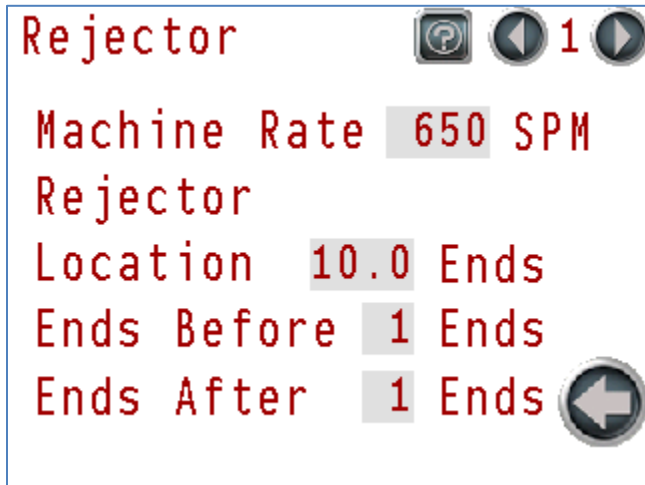 Rejector ? 1
Machine Rate 650 SPM
Rejector
Location 10.0 Ends
Ends Before 1 Ends
Ends After 1 Ends